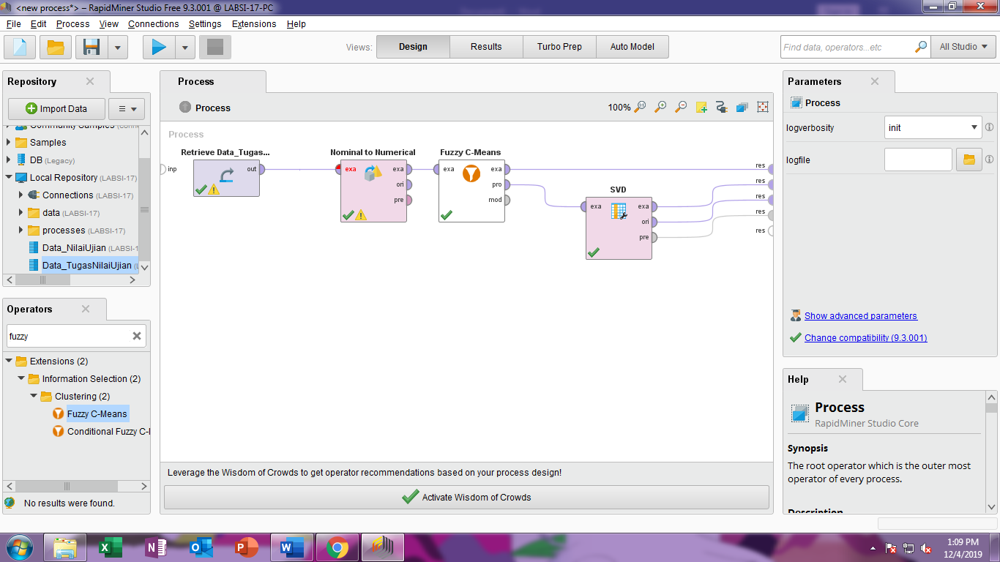 <new process*> – RapidMiner Studio Free 9.3.001 @ LABSI-17-PC
File Edit Process View Connections Settings Extensions Help
Views: Design Results Turbo Prep Auto Model
Find data, operators...etc
All Studio
Repository
Import Data
Community Samples
Samples
DB (Legacy)
Local Repository (LABSI-17)
Connections (LABSI-17)
data (LABSI-17)
processes (LABSI-17)
Data_NilaiUjian (LABSI-1
Data_TugasNilaiUjian
Operators
fuzzy
Extensions (2)
Information Selection (2)
Clustering (2)
Fuzzy C-Means
Conditional Fuzzy C-
No results were found.
Process
Process
100%
Process
inp
Retrieve Data_Tugas...
out
Nominal to Numerical
exa exa
ori
pre
Fuzzy C-Means
exa exa
pro
mod
SVD
exa exa
ori
pre
res
res
res
res
res
Leverage the Wisdom of Crowds to get operator recommendations based on your process design!
Activate Wisdom of Crowds
Parameters
Process
logverbosity init
logfile
Show advanced parameters
Change compatibility (9.3.001)
Help
Process
RapidMiner Studio Core
Synopsis
The root operator which is the outer most
operator of every process.
Description
1:09 PM
12/4/2019